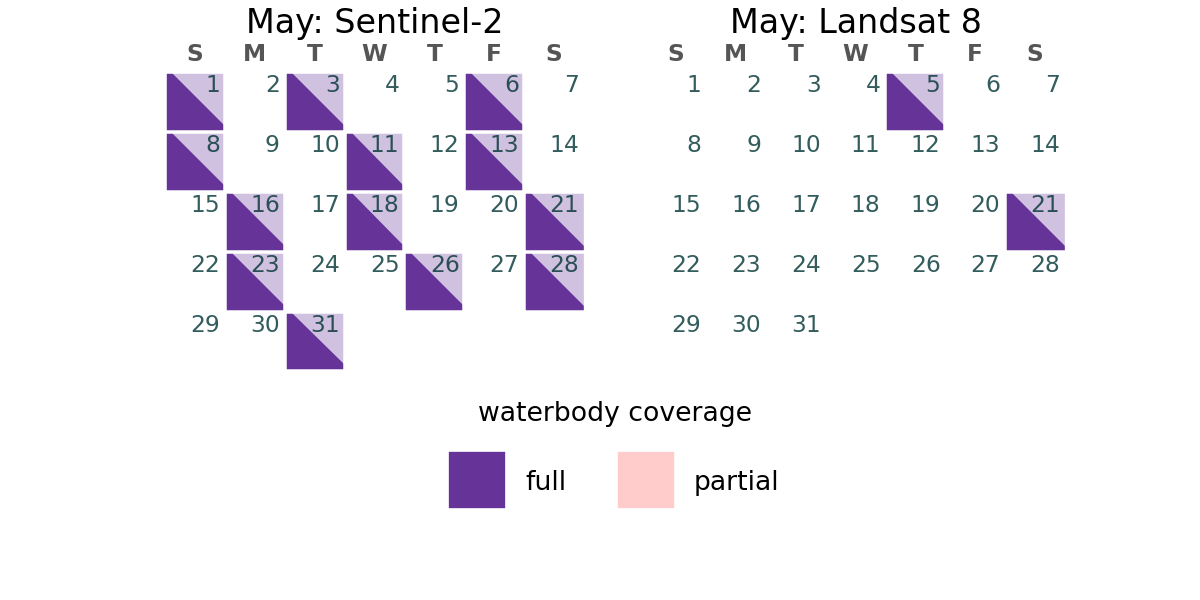 May: Sentinel-2
S M T W T F S
1 2 3 4 5 6 7
8 9 10 11 12 13 14
15 16 17 18 19 20 21
22 23 24 25 26 27 28
29 30 31
May: Landsat 8
S M T W T F S
1 2 3 4 5 6 7
8 9 10 11 12 13 14
15 16 17 18 19 20 21
22 23 24 25 26 27 28
29 30 31
waterbody coverage
full partial